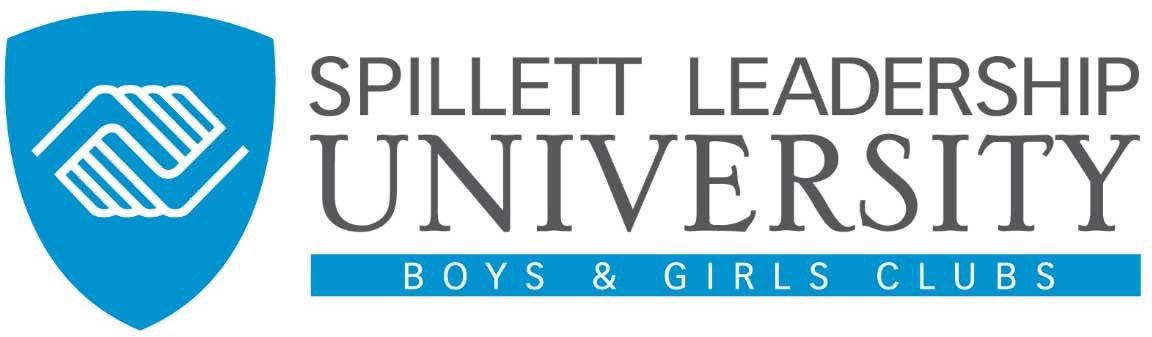 SPILLETT LEADERSHIP
UNIVERSITY
BOYS & GIRLS CLUBS